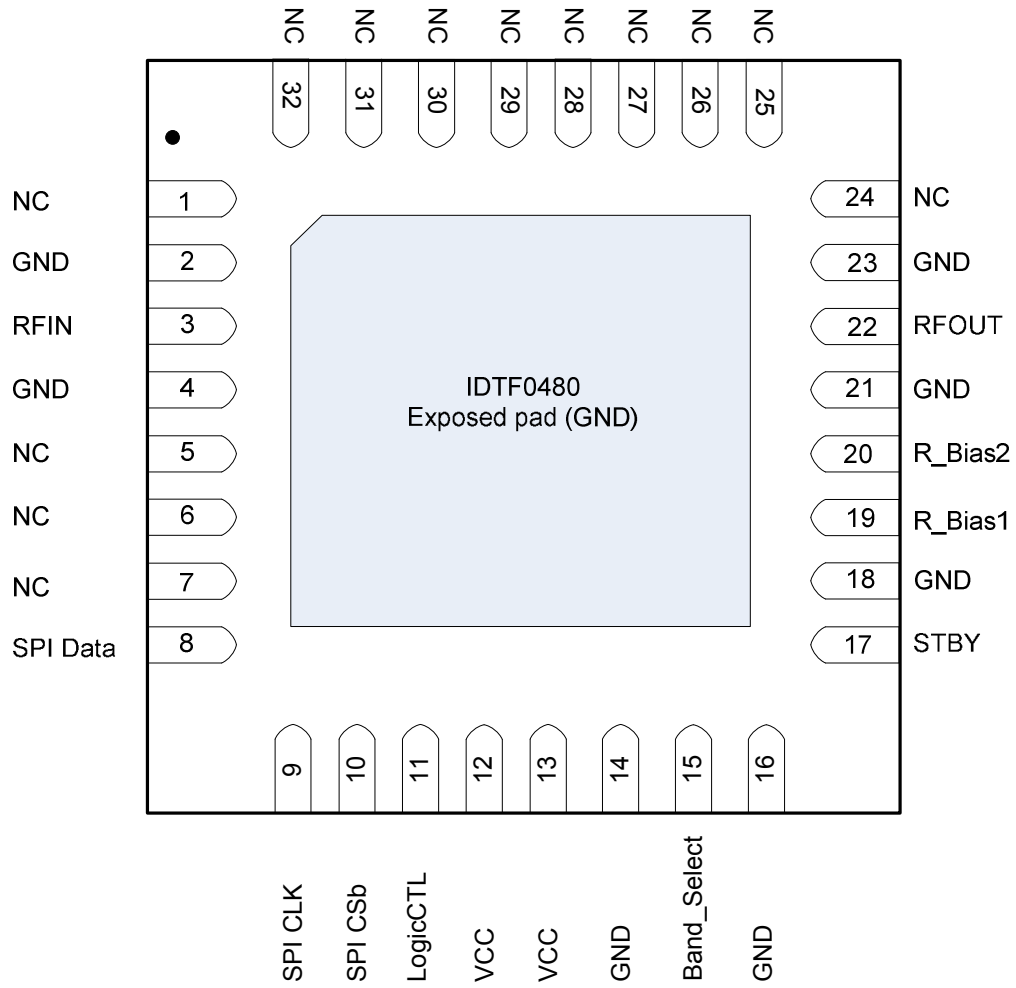 NC NC NC NC NC NC NC NC
32 31 30 29 28 27 26 25
NC 1 24 NC
GND 2 23 GND
RFIN 3 22 RFOUT
GND 4 21 GND
IDTF0480
Exposed pad (GND)
NC 5 20 R_Bias2
NC 6 19 R_Bias1
NC 7 18 GND
SPI Data 8 17 STBY
9 10 11 12 13 14 15 16
SPI CLK
SPI CSb
LogicCTL
VCC
VCC
GND
Band_Select
GND